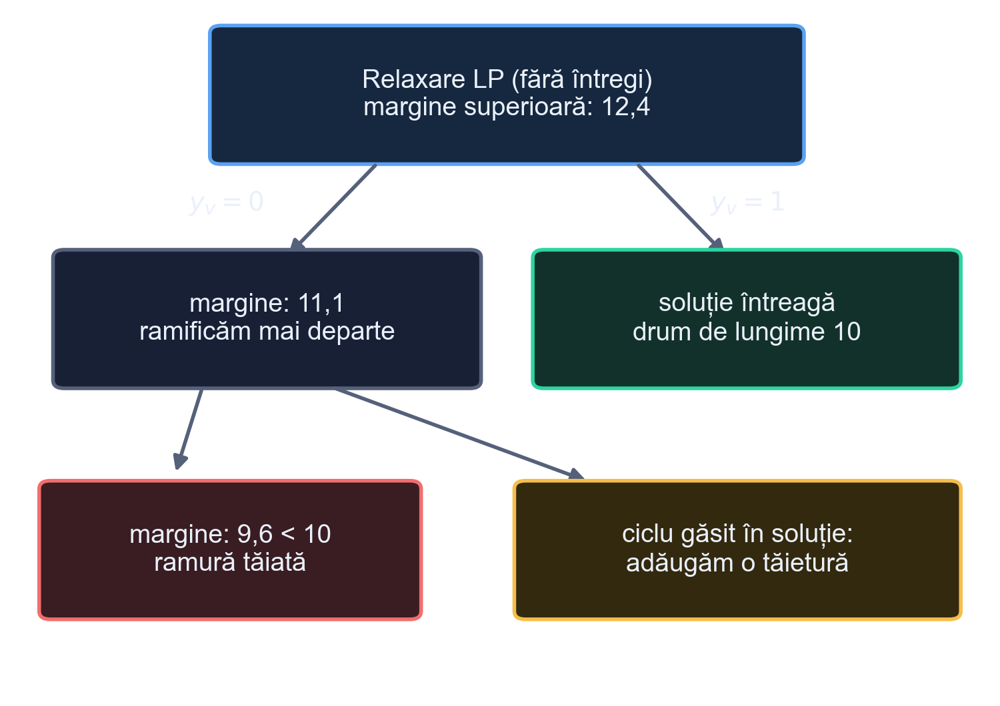 Relaxare LP (fără întregi)
margine superioară: 12,4
y_v = 0
y_v = 1
margine: 11,1
ramificăm mai departe
soluție întreagă
drum de lungime 10
margine: 9,6 < 10
ramură tăiată
ciclu găsit în soluție:
adăugăm o tăietură